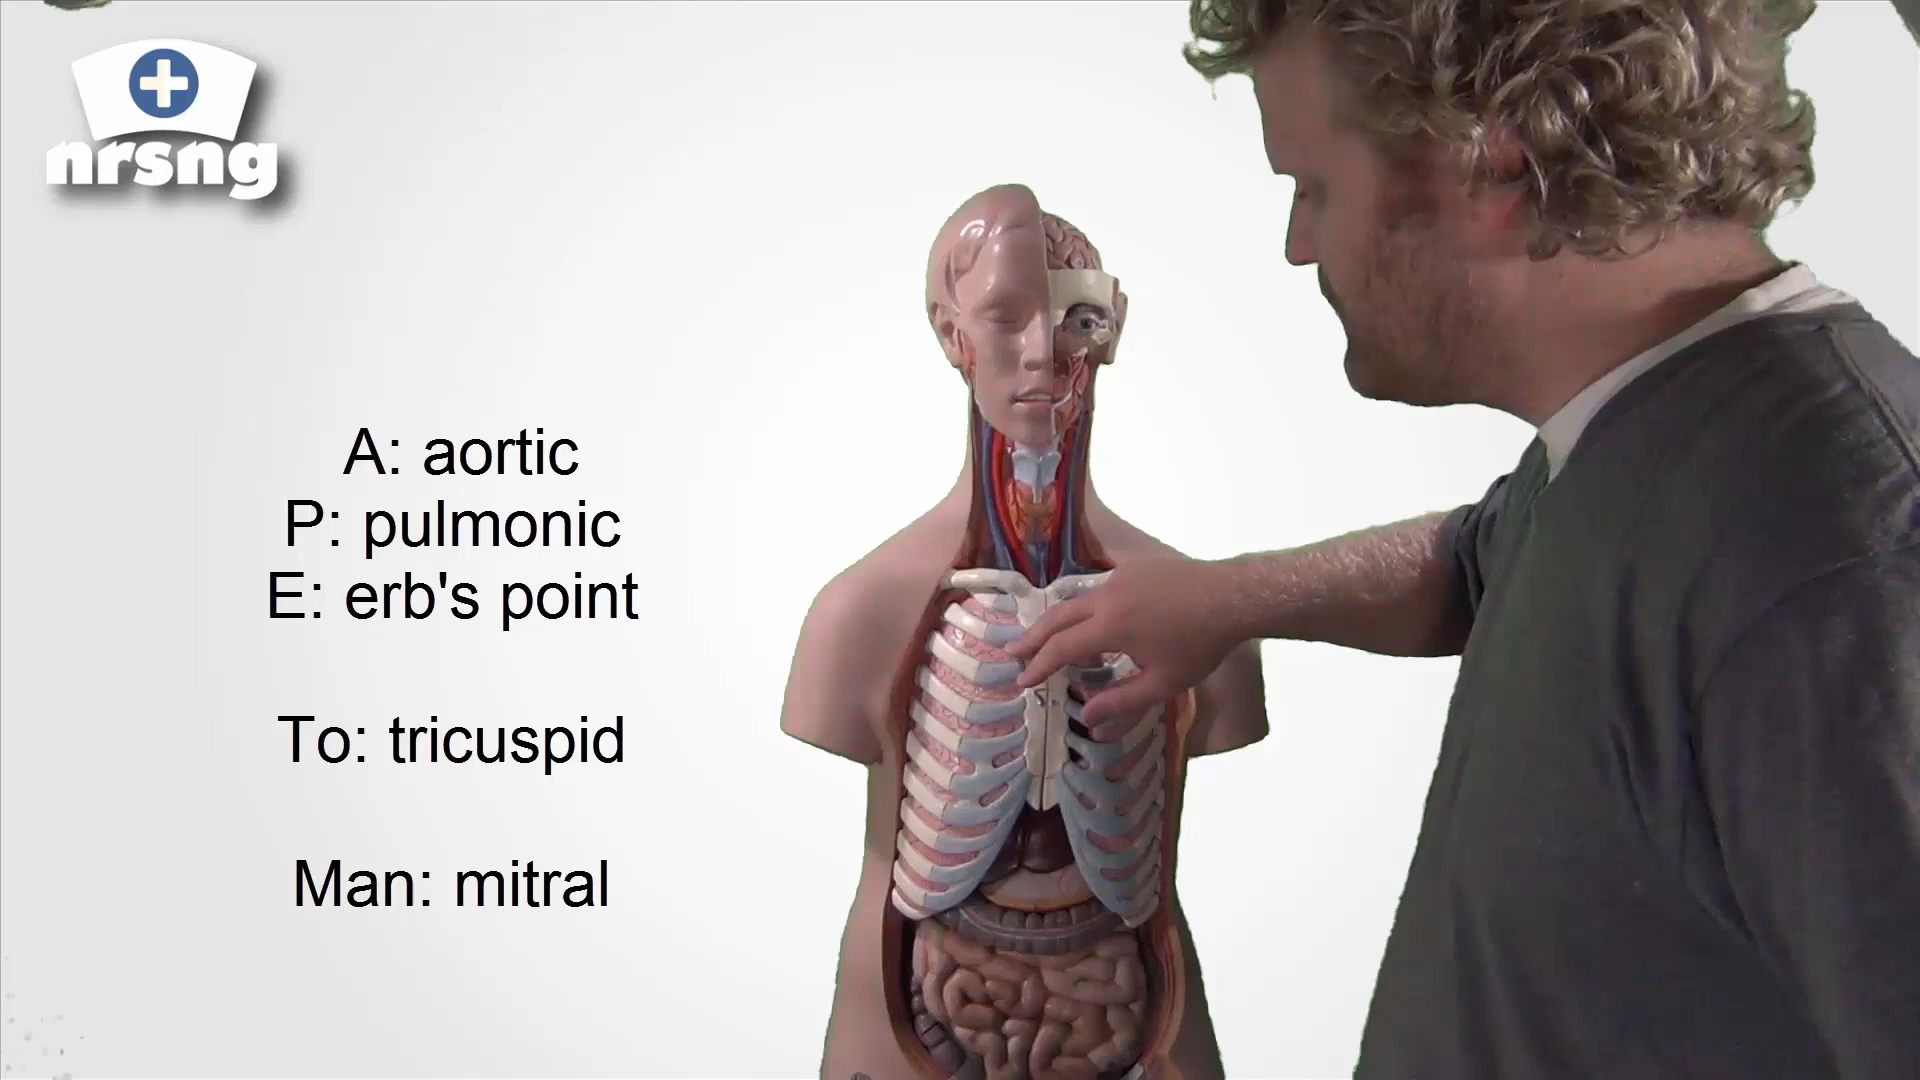 nrsng
A: aortic
P: pulmonic
E: erb's point
To: tricuspid
Man: mitral